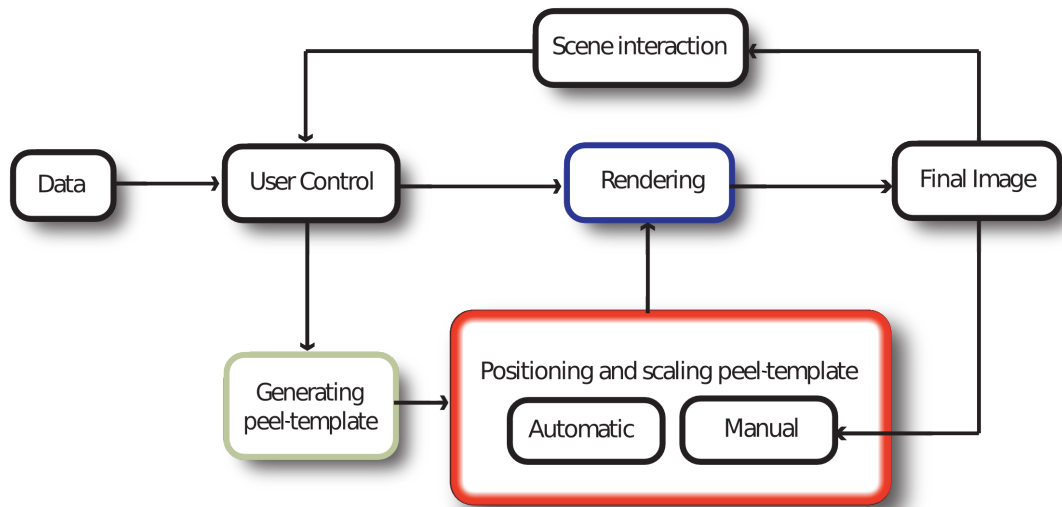 Scene interaction
Data
User Control
Rendering
Final Image
Generating
peel-template
Positioning and scaling peel-template
Automatic
Manual